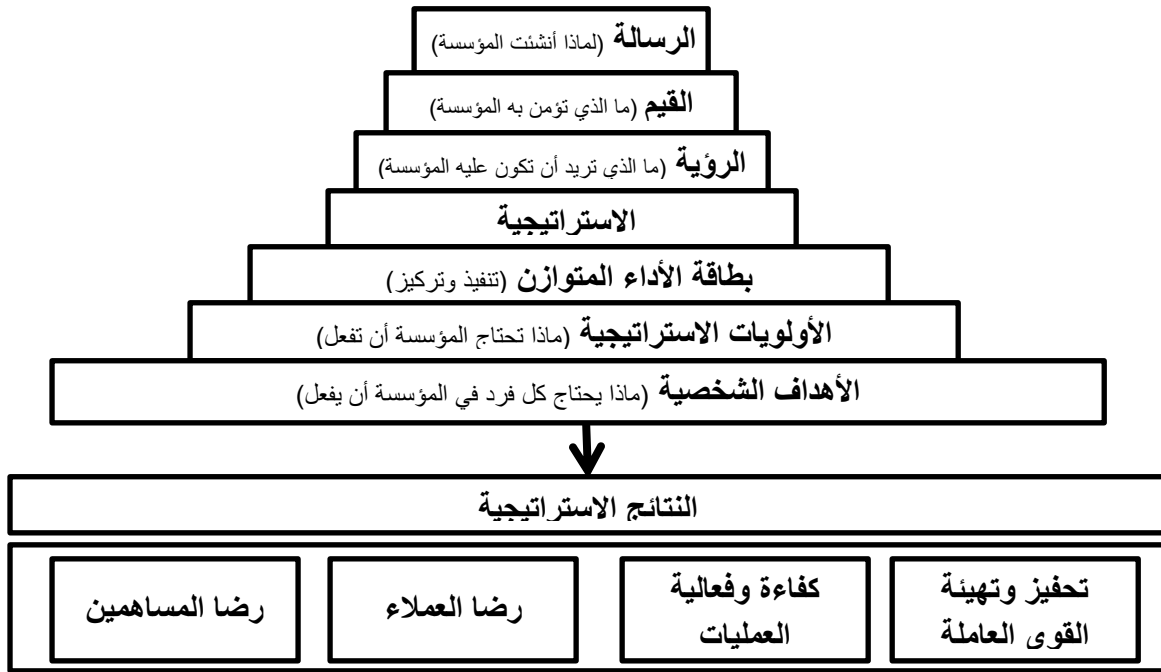 الرسالة (لماذا أنشئت المؤسسة)
القيم (ما الذي تؤمن به المؤسسة)
الرؤية (ما الذي تريد أن تكون عليه المؤسسة)
الاستراتيجية
بطاقة الأداء المتوازن (تنفيذ وتركيز)
الأولويات الاستراتيجية (ماذا تحتاج المؤسسة أن تفعل)
الأهداف الشخصية (ماذا يحتاج كل فرد في المؤسسة أن يفعل)
النتائج الاستراتيجية
تحفيز وتهيئة
القوى العاملة
كفاءة وفعالية
العمليات
رضا العملاء
رضا المساهمين